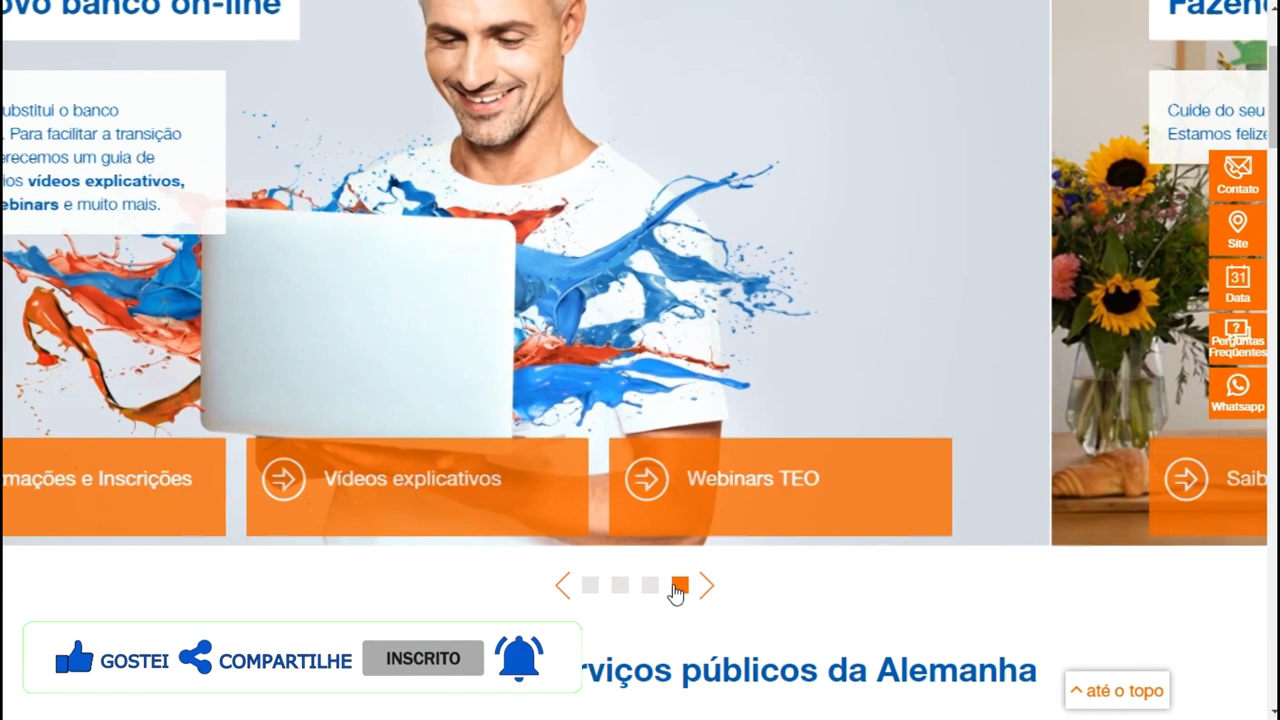 ovo banco on-line
ubstitui o banco
. Para facilitar a transição
erecemos um guia de
ios vídeos explicativos,
ebinars e muito mais.
mações e Inscrições
Vídeos explicativos
Webinars TEO
Fazen
Cuide do seu
Estamos felize
Saib
Contato
Site
31
Data
Perguntas
Freqüentes
Whatsapp
GOSTEI
COMPARTILHE
INSCRITO
rviços públicos da Alemanha
até o topo